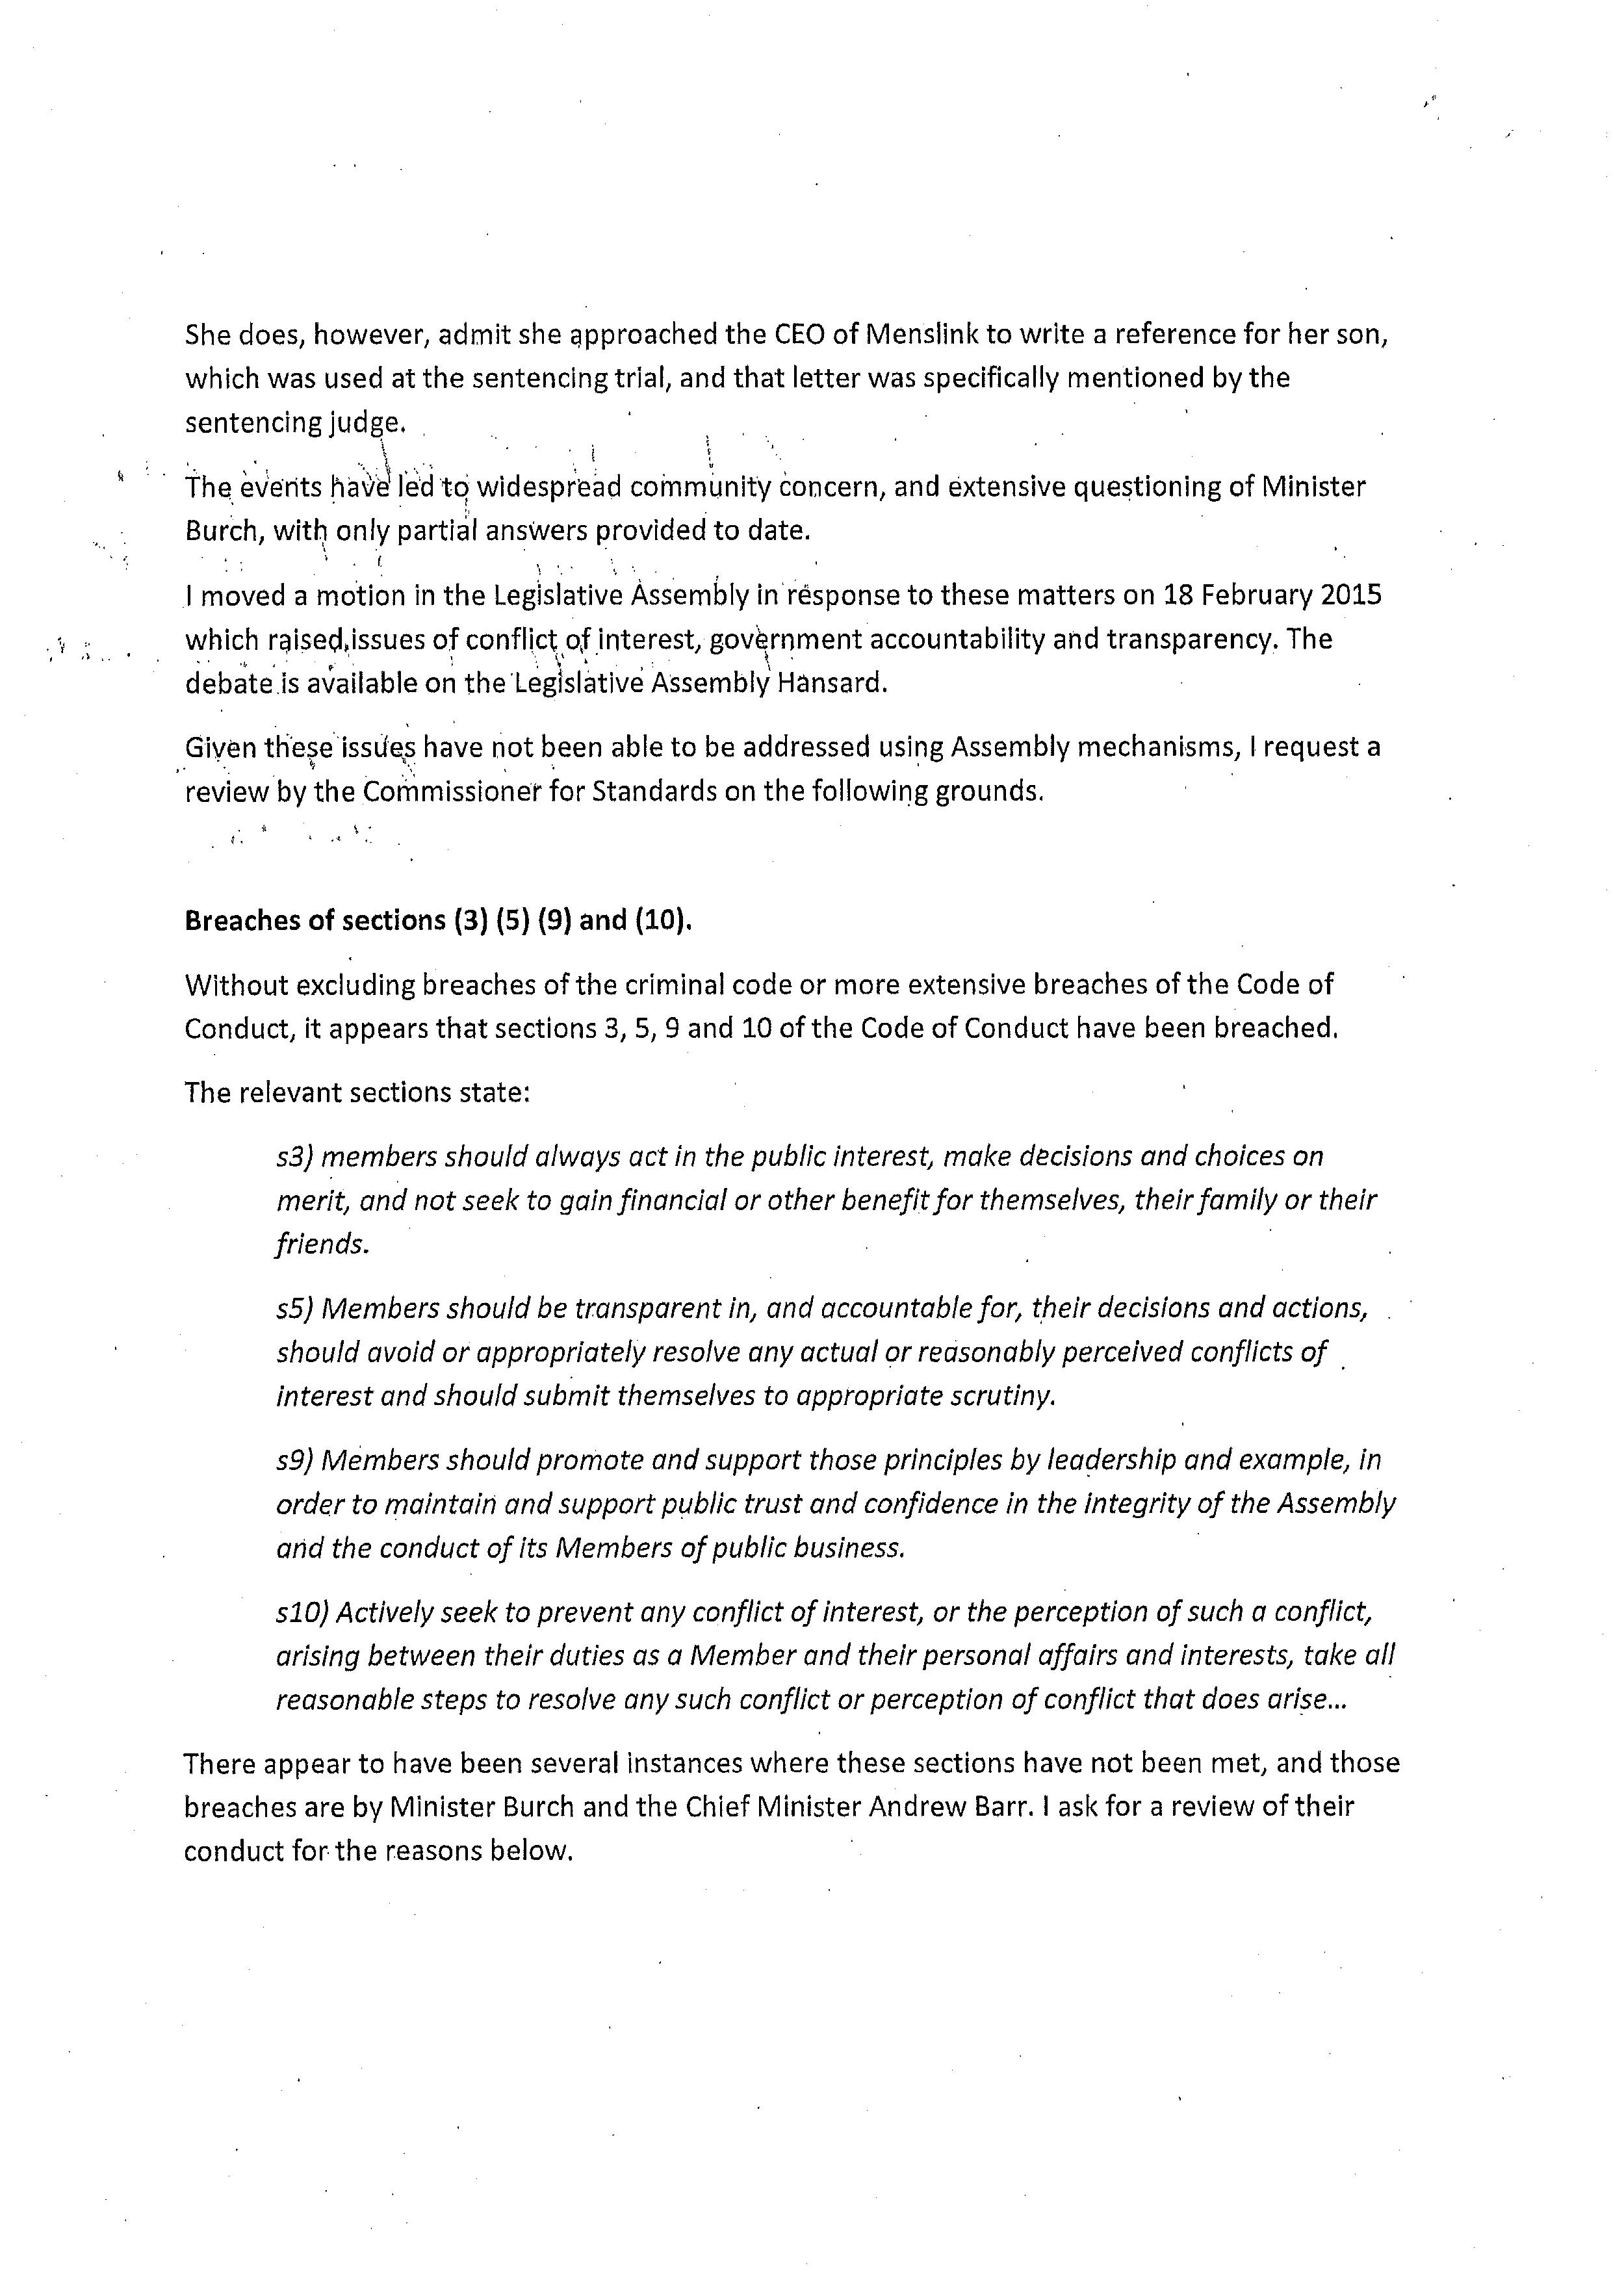 She does, however, admit she approached the CEO of Menslink to write a reference for her son,
which was used at the sentencing trial, and that letter was specifically mentioned by the
sentencing judge.
The events have led to widespread community concern, and extensive questioning of Minister
Burch, with only partial answers provided to date.
I moved a motion in the Legislative Assembly in response to these matters on 18 February 2015
which raised issues of conflict of interest, government accountability and transparency. The
debate is available on the Legislative Assembly Hansard.
Given these issues have not been able to be addressed using Assembly mechanisms, I request a
review by the Commissioner for Standards on the following grounds.
Breaches of sections (3) (5) (9) and (10).
Without excluding breaches of the criminal code or more extensive breaches of the Code of
Conduct, it appears that sections 3, 5, 9 and 10 of the Code of Conduct have been breached.
The relevant sections state:
s3) members should always act in the public interest, make decisions and choices on
merit, and not seek to gain financial or other benefit for themselves, their family or their
friends.
s5) Members should be transparent in, and accountable for, their decisions and actions,
should avoid or appropriately resolve any actual or reasonably perceived conflicts of
interest and should submit themselves to appropriate scrutiny.
s9) Members should promote and support those principles by leadership and example, in
order to maintain and support public trust and confidence in the integrity of the Assembly
and the conduct of its Members of public business.
s10) Actively seek to prevent any conflict of interest, or the perception of such a conflict,
arising between their duties as a Member and their personal affairs and interests, take all
reasonable steps to resolve any such conflict or perception of conflict that does arise...
There appear to have been several instances where these sections have not been met, and those
breaches are by Minister Burch and the Chief Minister Andrew Barr. I ask for a review of their
conduct for the reasons below.